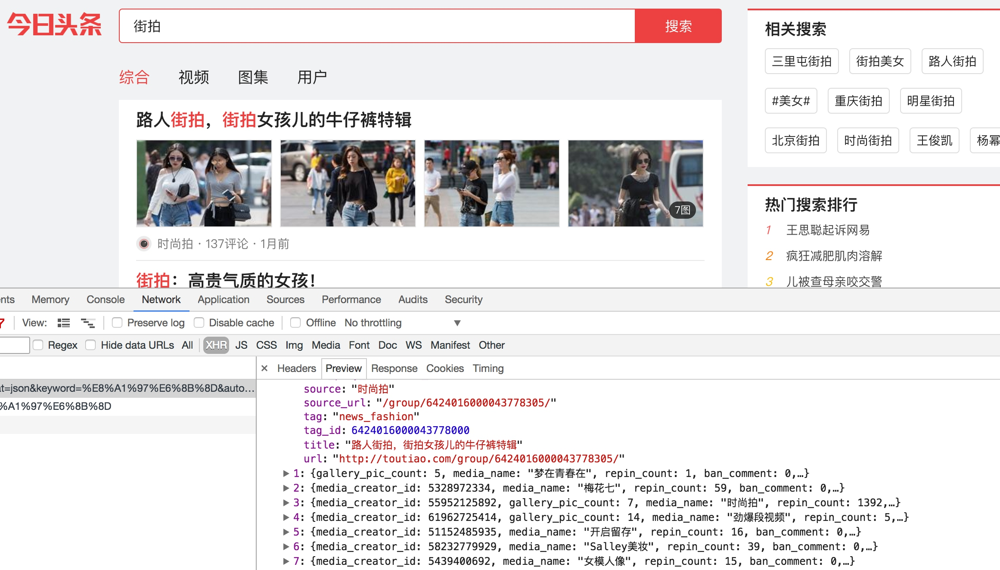 今日头条
街拍
搜索
综合 视频 图集 用户
路人街拍，街拍女孩儿的牛仔裤特辑
7图
时尚拍 · 137评论 · 1月前
街拍：高贵气质的女孩！
相关搜索
三里屯街拍 街拍美女 路人街拍
#美女# 重庆街拍 明星街拍
北京街拍 时尚街拍 王俊凯 杨幂
热门搜索排行
1 王思聪起诉网易
2 疯狂减肥肌肉溶解
3 儿被查母亲咬交警
nts Memory Console Network Application Sources Performance Audits Security
View: Preserve log Disable cache Offline No throttling
Regex Hide data URLs All XHR JS CSS Img Media Font Doc WS Manifest Other
at=json&keyword=%E8%A1%97%E6%8B%8D&auto…
%A1%97%E6%8B%8D
× Headers Preview Response Cookies Timing
source: "时尚拍"
source_url: "/group/6424016000043778305/"
tag: "news_fashion"
tag_id: 6424016000043778000
title: "路人街拍，街拍女孩儿的牛仔裤特辑"
url: "http://toutiao.com/group/6424016000043778305/"
1: {gallery_pic_count: 5, media_name: "梦在青春在", repin_count: 1, ban_comment: 0,…}
2: {media_creator_id: 5328972334, media_name: "梅花七", repin_count: 59, ban_comment: 0,…}
3: {media_creator_id: 55952125892, gallery_pic_count: 7, media_name: "时尚拍", repin_count: 1392,…}
4: {media_creator_id: 61962725414, gallery_pic_count: 14, media_name: "劲爆段视频", repin_count: 5,…}
5: {media_creator_id: 51152485935, media_name: "开启留存", repin_count: 16, ban_comment: 0,…}
6: {media_creator_id: 58232779929, media_name: "Salley美妆", repin_count: 39, ban_comment: 0,…}
7: {media_creator_id: 5439400692, media_name: "女模人像", repin_count: 15, ban_comment: 0,…}